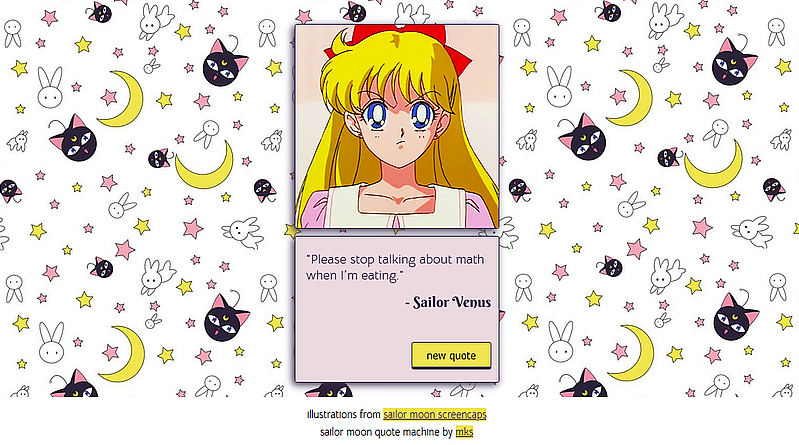 "Please stop talking about math
when I'm eating."
- Sailor Venus
new quote
illustrations from sailor moon screencaps
sailor moon quote machine by mks